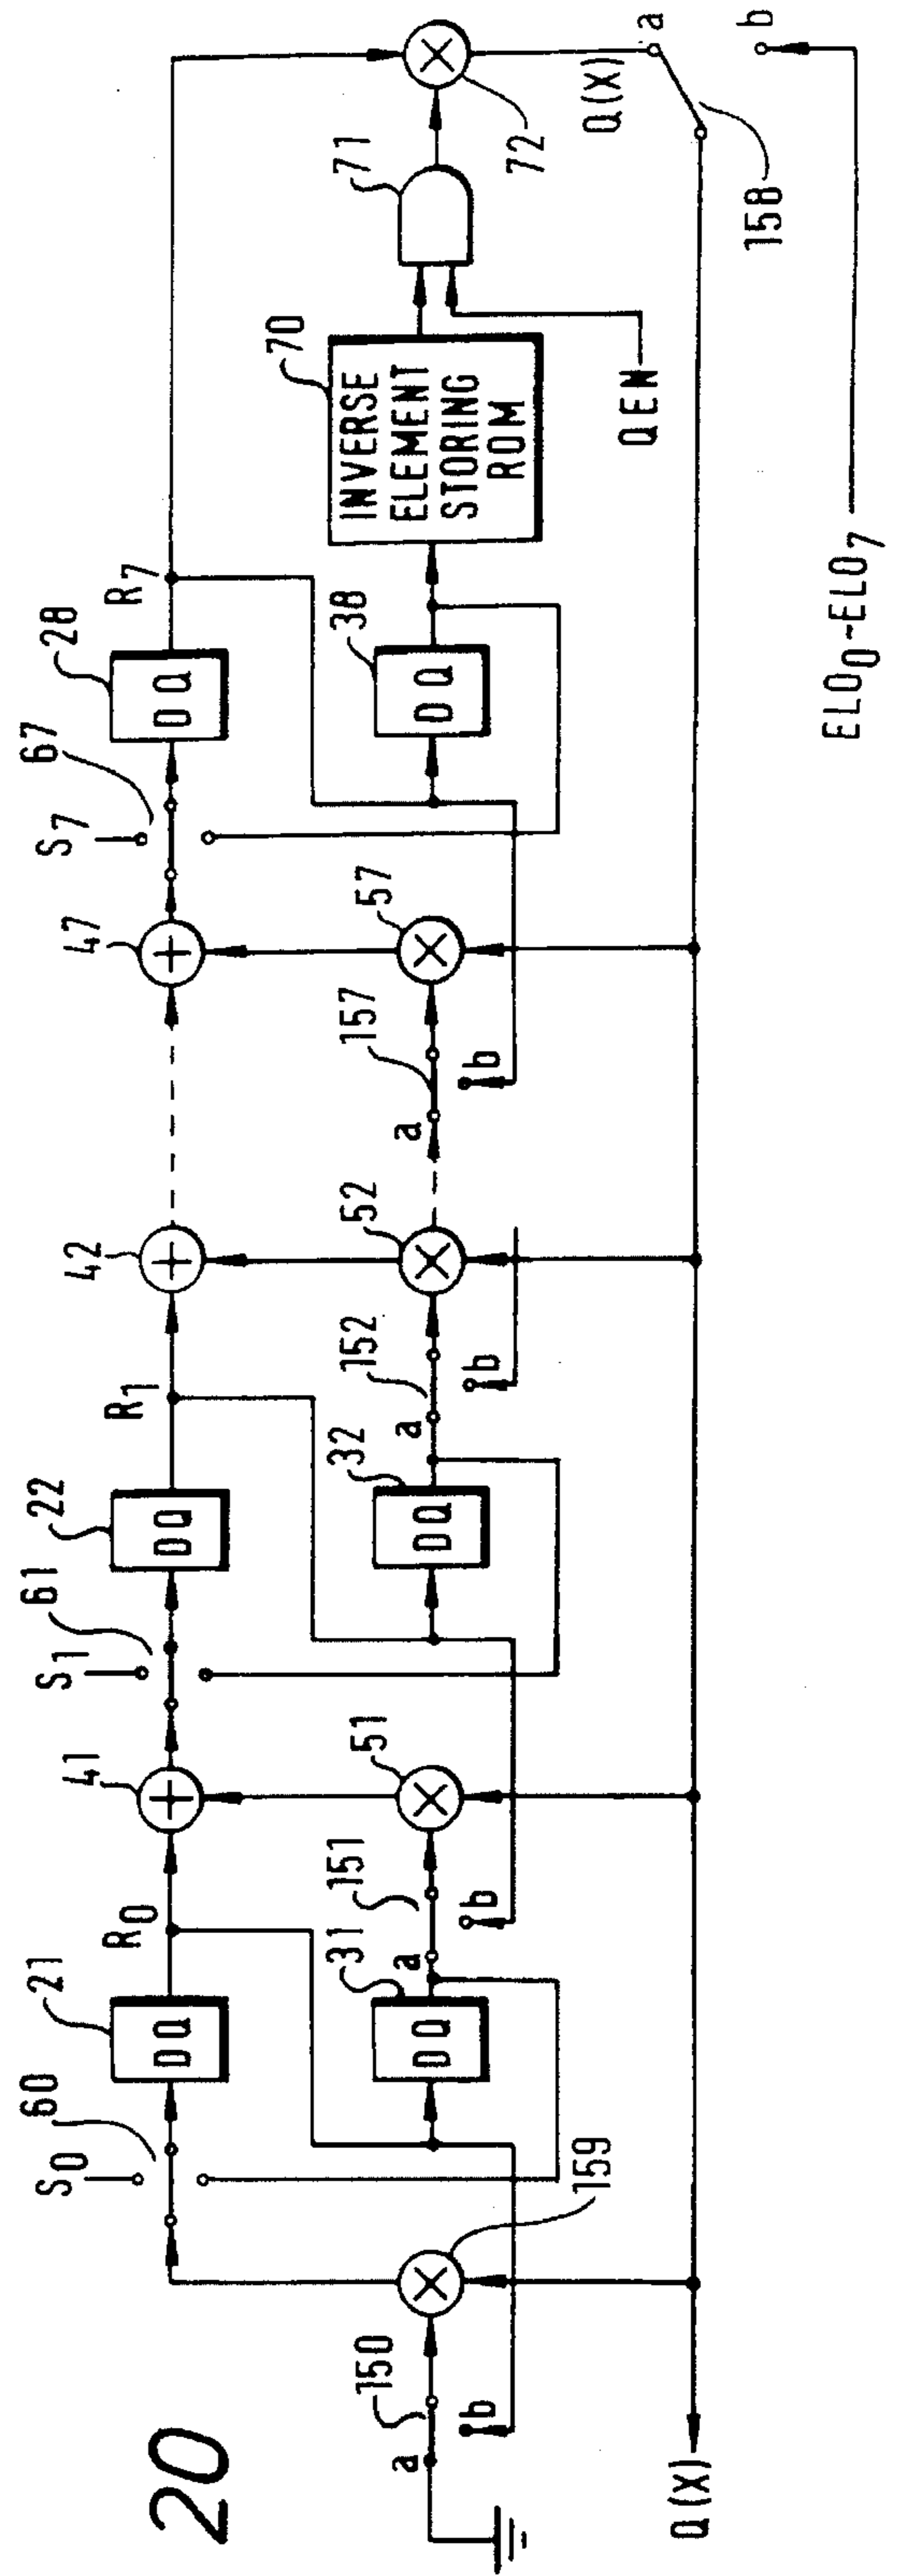 20
S0
60
21
R0
41
S1
61
22
R1
42
47
S7
67
28
R7
DQ
DQ
DQ
a
150
b
159
31
DQ
a
151
b
51
32
DQ
a
152
b
52
a
157
b
57
38
DQ
70
INVERSE
ELEMENT
STORING
ROM
71
72
QEN
Q(X)
a
b
158
Q(X)
ELO0~ELO7